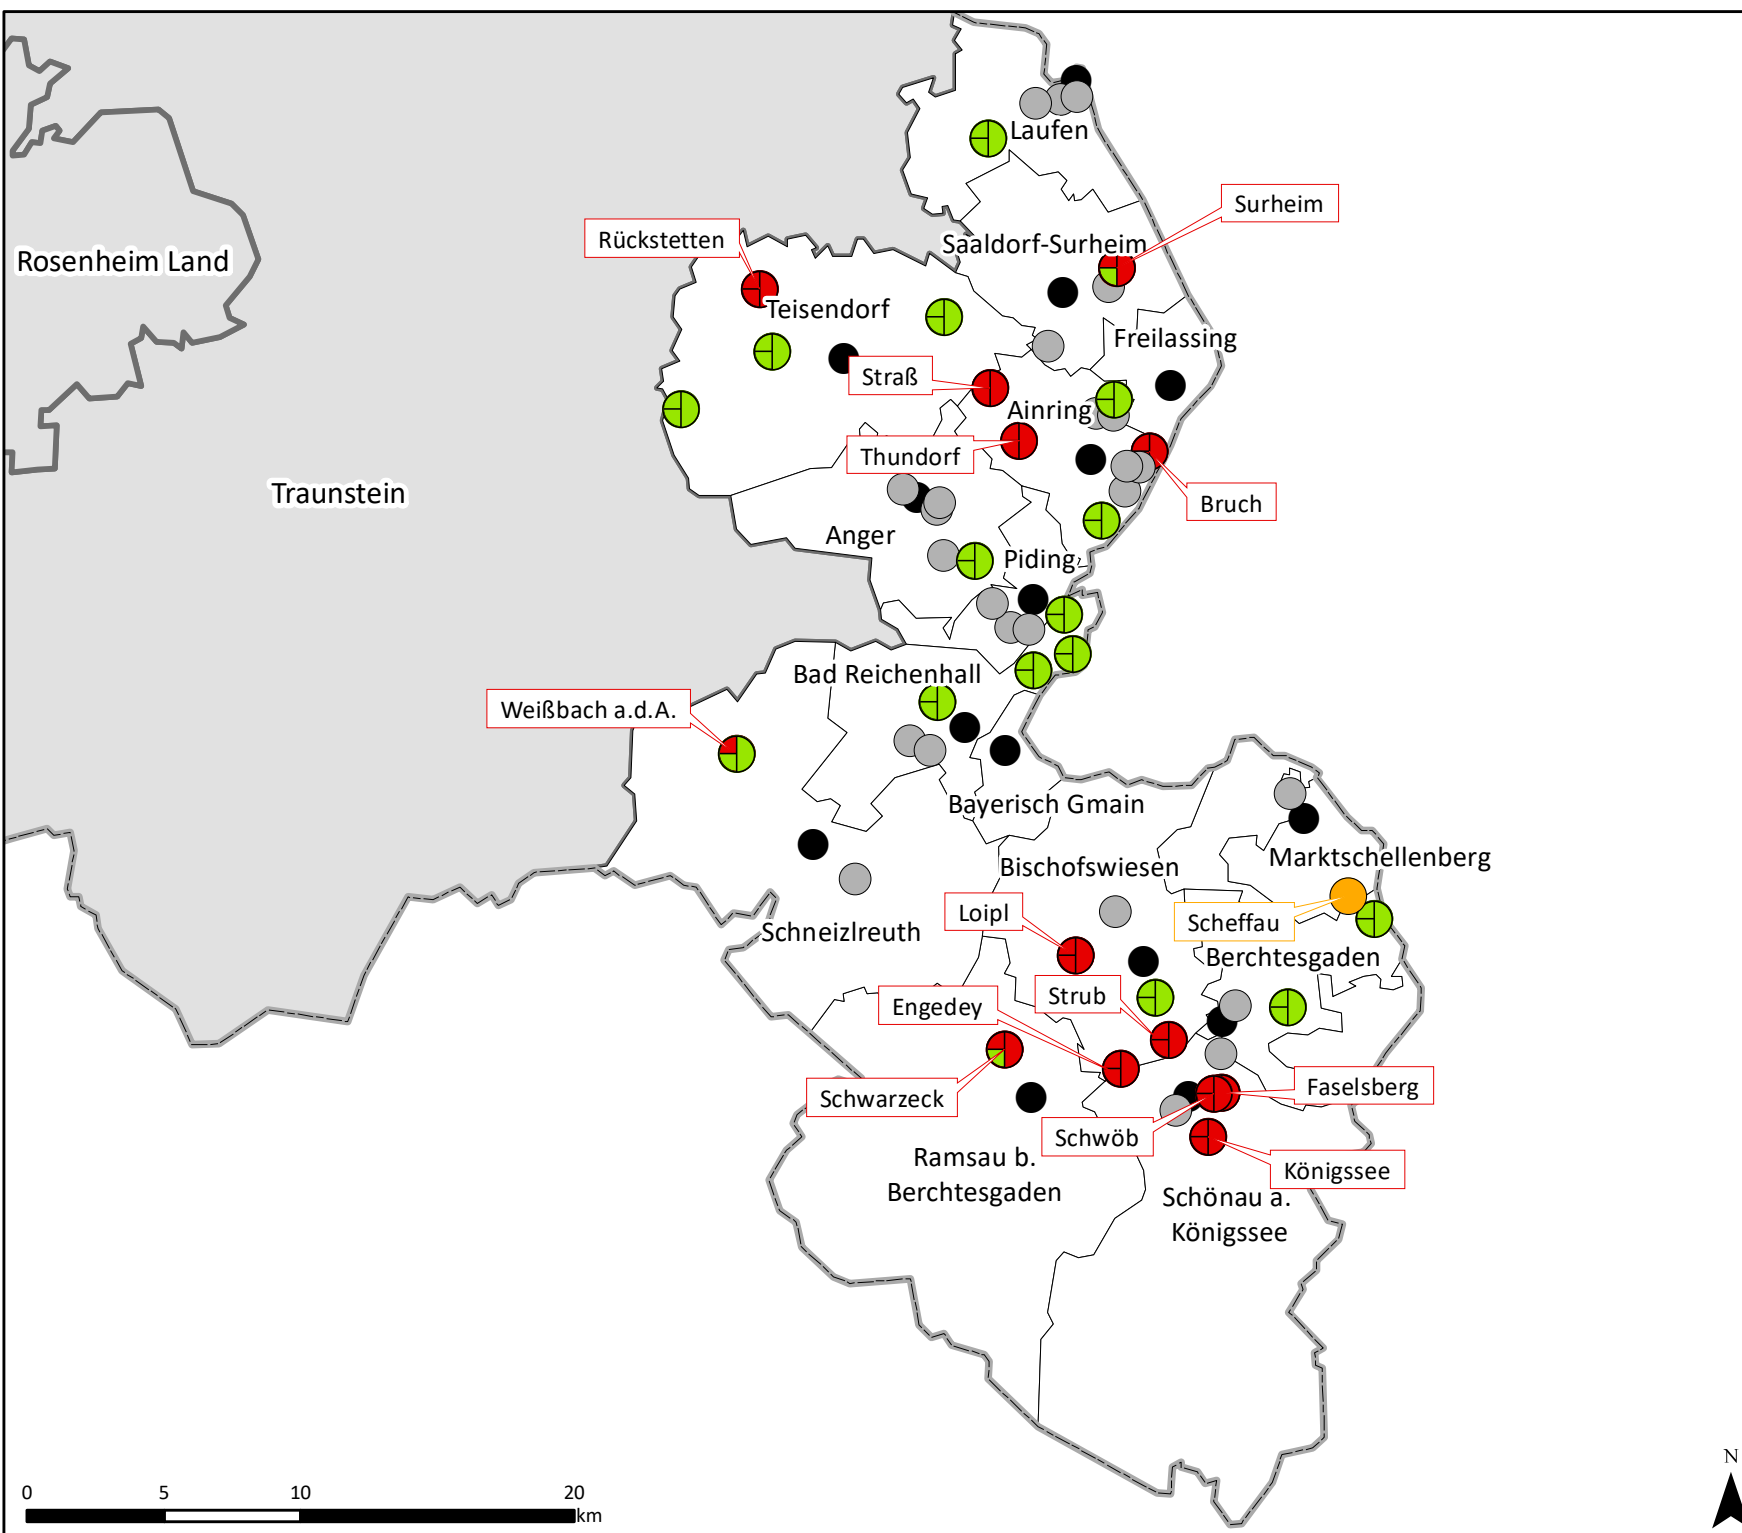 Laufen
Surheim
Rückstetten
Saaldorf-Surheim
Rosenheim Land
Teisendorf
Freilassing
Straß
Ainring
Thundorf
Traunstein
Bruch
Anger
Piding
Bad Reichenhall
Weißbach a.d.A.
Bayerisch Gmain
Marktschellenberg
Bischofswiesen
Loipl
Scheffau
Schneizlreuth
Berchtesgaden
Strub
Engedey
Faselsberg
Schwarzeck
Schwöb
Ramsau b.
Berchtesgaden
Königssee
Schönau a.
Königssee
N
0 5 10 20
km